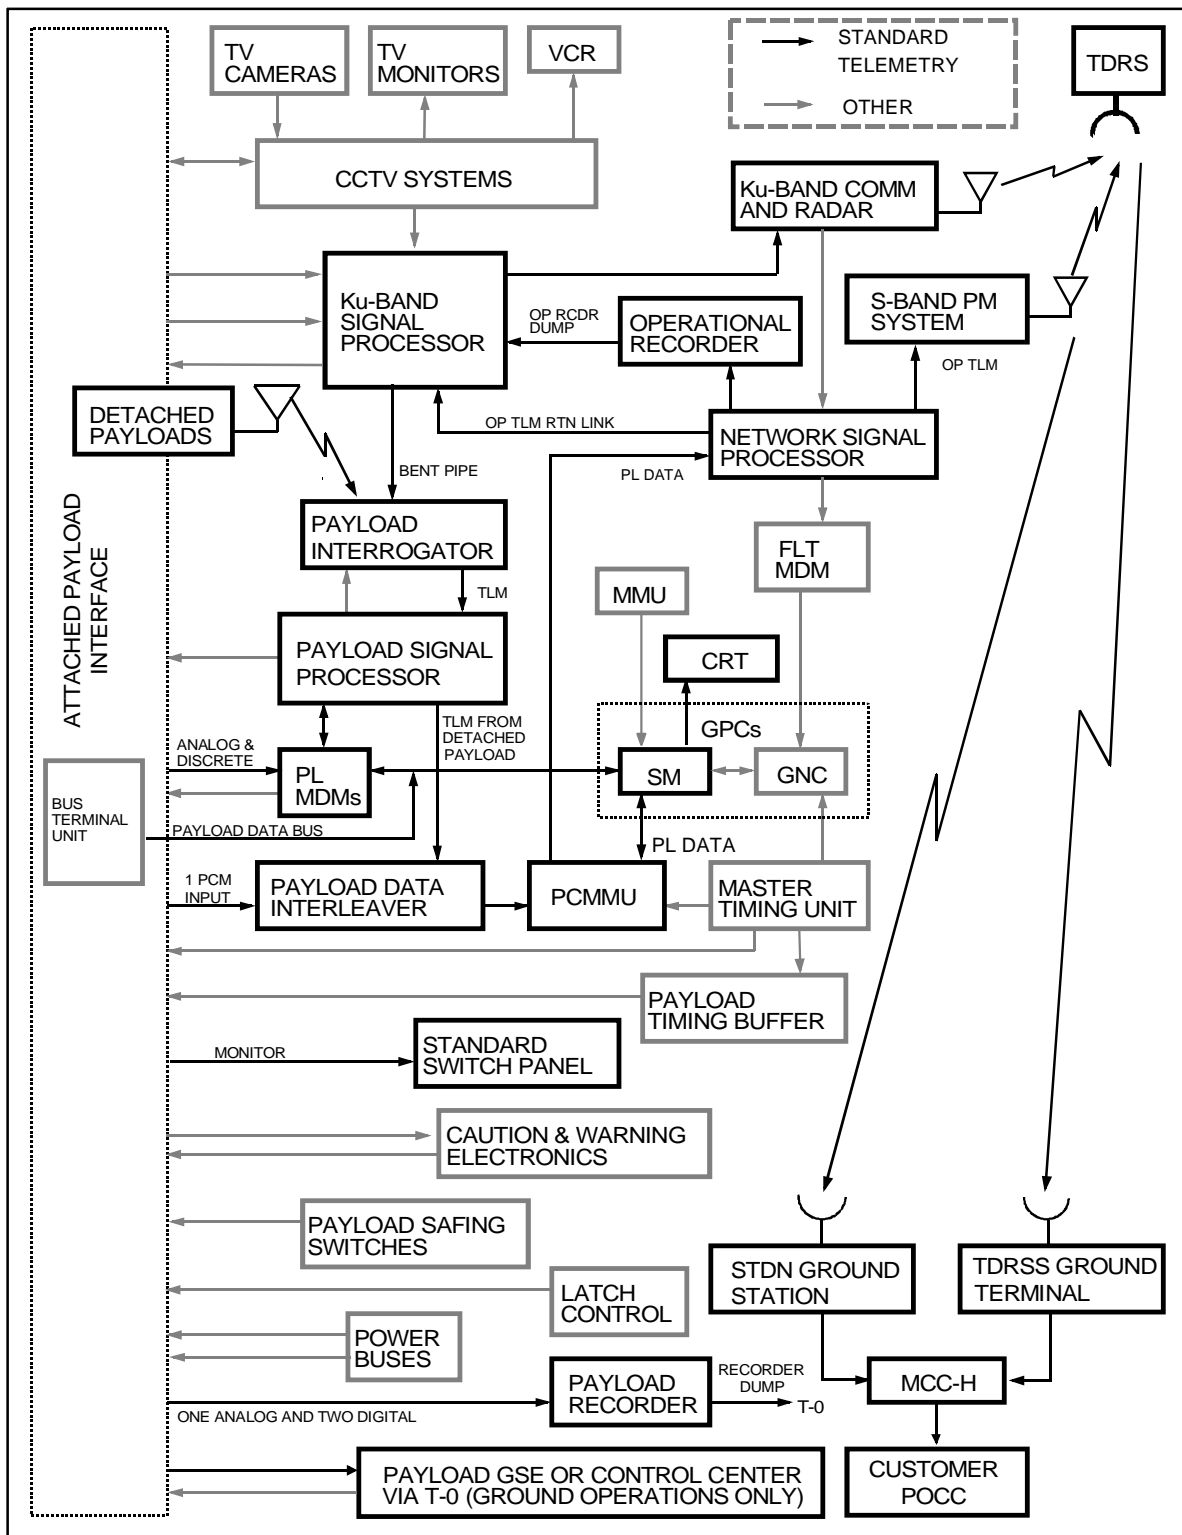 TV
CAMERAS
TV
MONITORS
VCR
STANDARD
TELEMETRY
OTHER
TDRS
CCTV SYSTEMS
Ku-BAND COMM
AND RADAR
Ku-BAND
SIGNAL
PROCESSOR
OP RCDR
DUMP
OPERATIONAL
RECORDER
S-BAND PM
SYSTEM
OP TLM
DETACHED
PAYLOADS
OP TLM RTN LINK
NETWORK SIGNAL
PROCESSOR
BENT PIPE
PL DATA
PAYLOAD
INTERROGATOR
FLT
MDM
TLM
MMU
ATTACHED PAYLOAD
INTERFACE
PAYLOAD SIGNAL
PROCESSOR
CRT
TLM FROM
DETACHED
PAYLOAD
GPCs
ANALOG &
DISCRETE
PL
MDMs
SM
GNC
BUS
TERMINAL
UNIT
PAYLOAD DATA BUS
PL DATA
1 PCM
INPUT
PAYLOAD DATA
INTERLEAVER
PCMMU
MASTER
TIMING UNIT
PAYLOAD
TIMING BUFFER
MONITOR
STANDARD
SWITCH PANEL
CAUTION & WARNING
ELECTRONICS
PAYLOAD SAFING
SWITCHES
STDN GROUND
STATION
TDRSS GROUND
TERMINAL
LATCH
CONTROL
POWER
BUSES
PAYLOAD
RECORDER
RECORDER
DUMP
T-0
MCC-H
ONE ANALOG AND TWO DIGITAL
PAYLOAD GSE OR CONTROL CENTER
VIA T-0 (GROUND OPERATIONS ONLY)
CUSTOMER
POCC